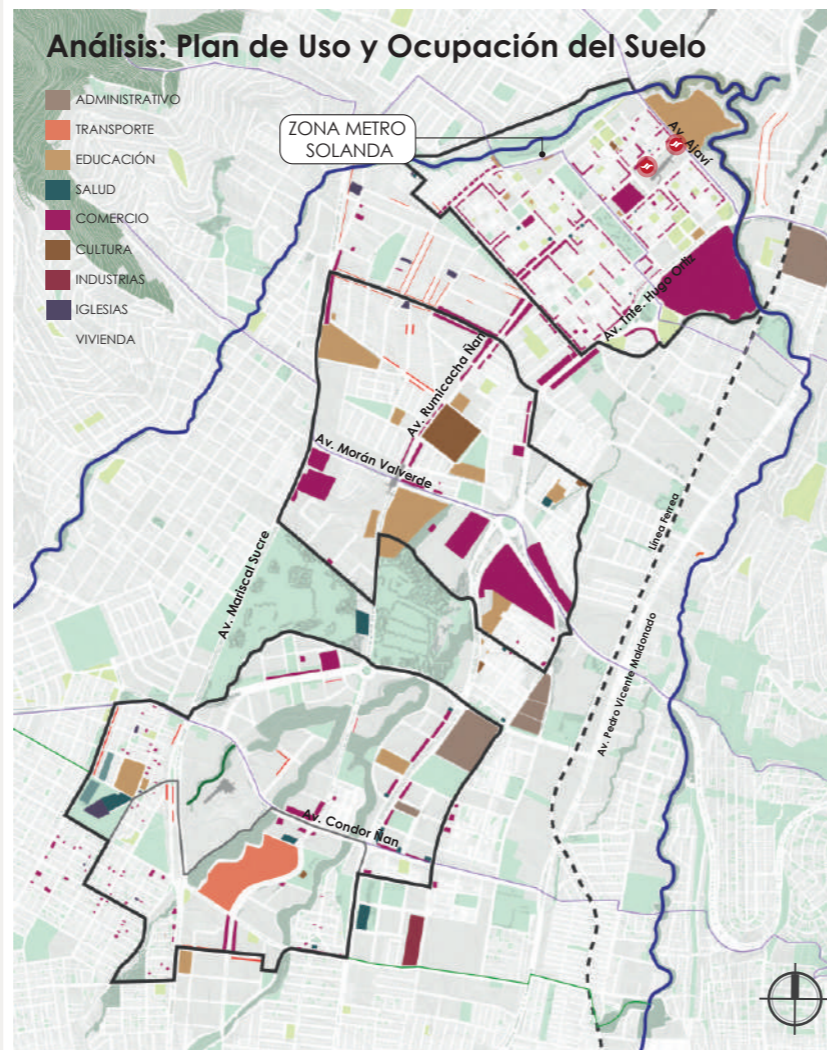 Análisis: Plan de Uso y Ocupación del Suelo
ADMINISTRATIVO
TRANSPORTE
EDUCACIÓN
SALUD
COMERCIO
CULTURA
INDUSTRIAS
IGLESIAS
VIVIENDA
ZONA METRO
SOLANDA
Av. Ajaví
Av. Tnte. Hugo Ortiz
Av. Rumicacha Ñan
Av. Morán Valverde
Av. Mariscal Sucre
Línea Ferrea
Av. Pedro Vicente Maldonado
Av. Condor Ñan